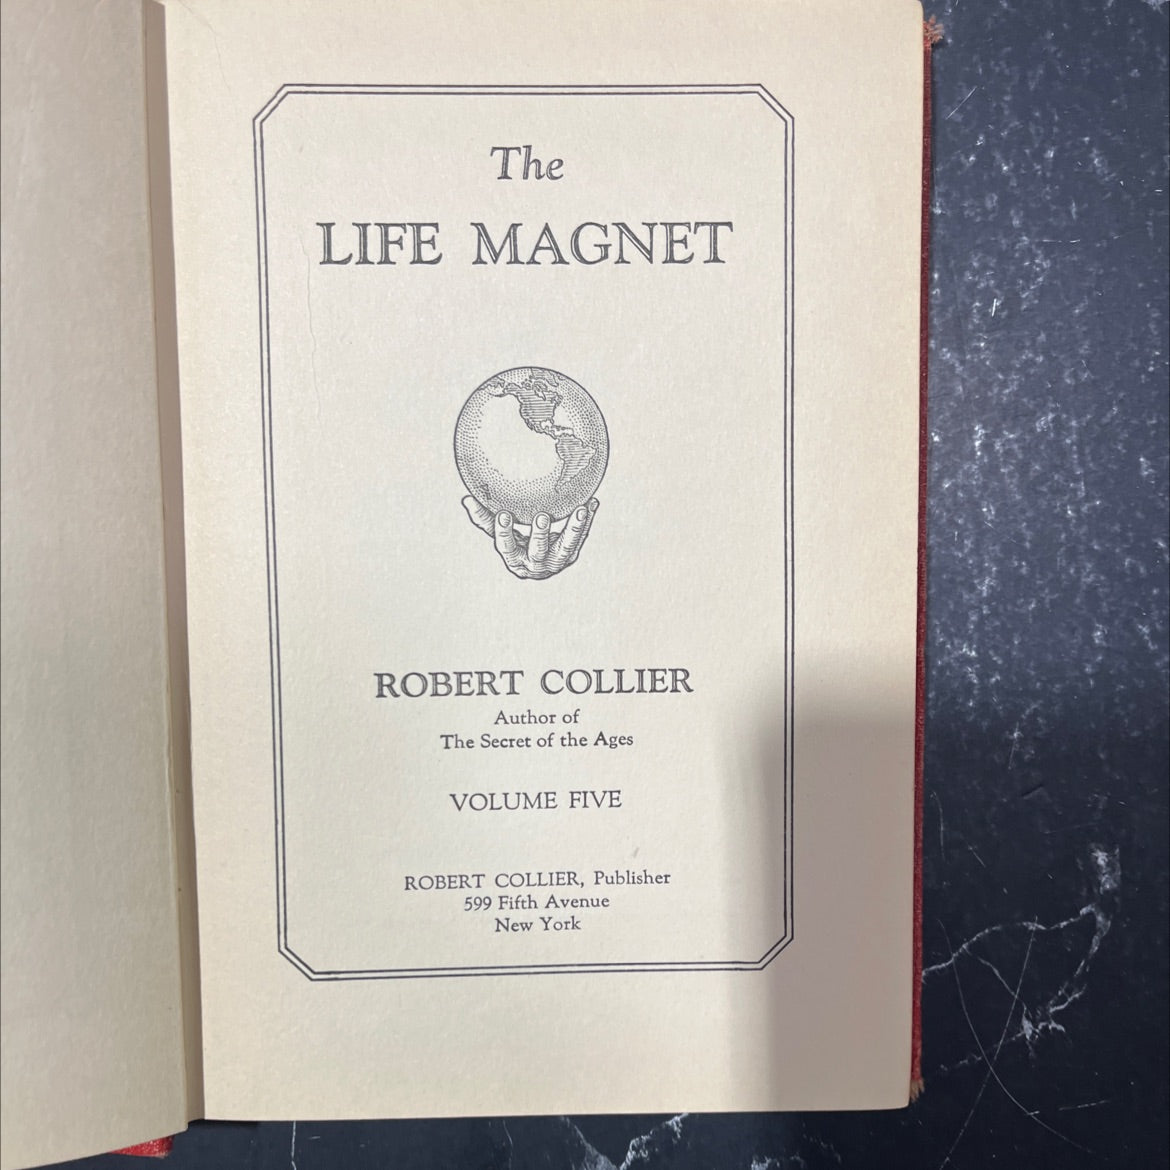 The
LIFE MAGNET
ROBERT COLLIER
Author of
The Secret of the Ages
VOLUME FIVE
ROBERT COLLIER, Publisher
599 Fifth Avenue
New York